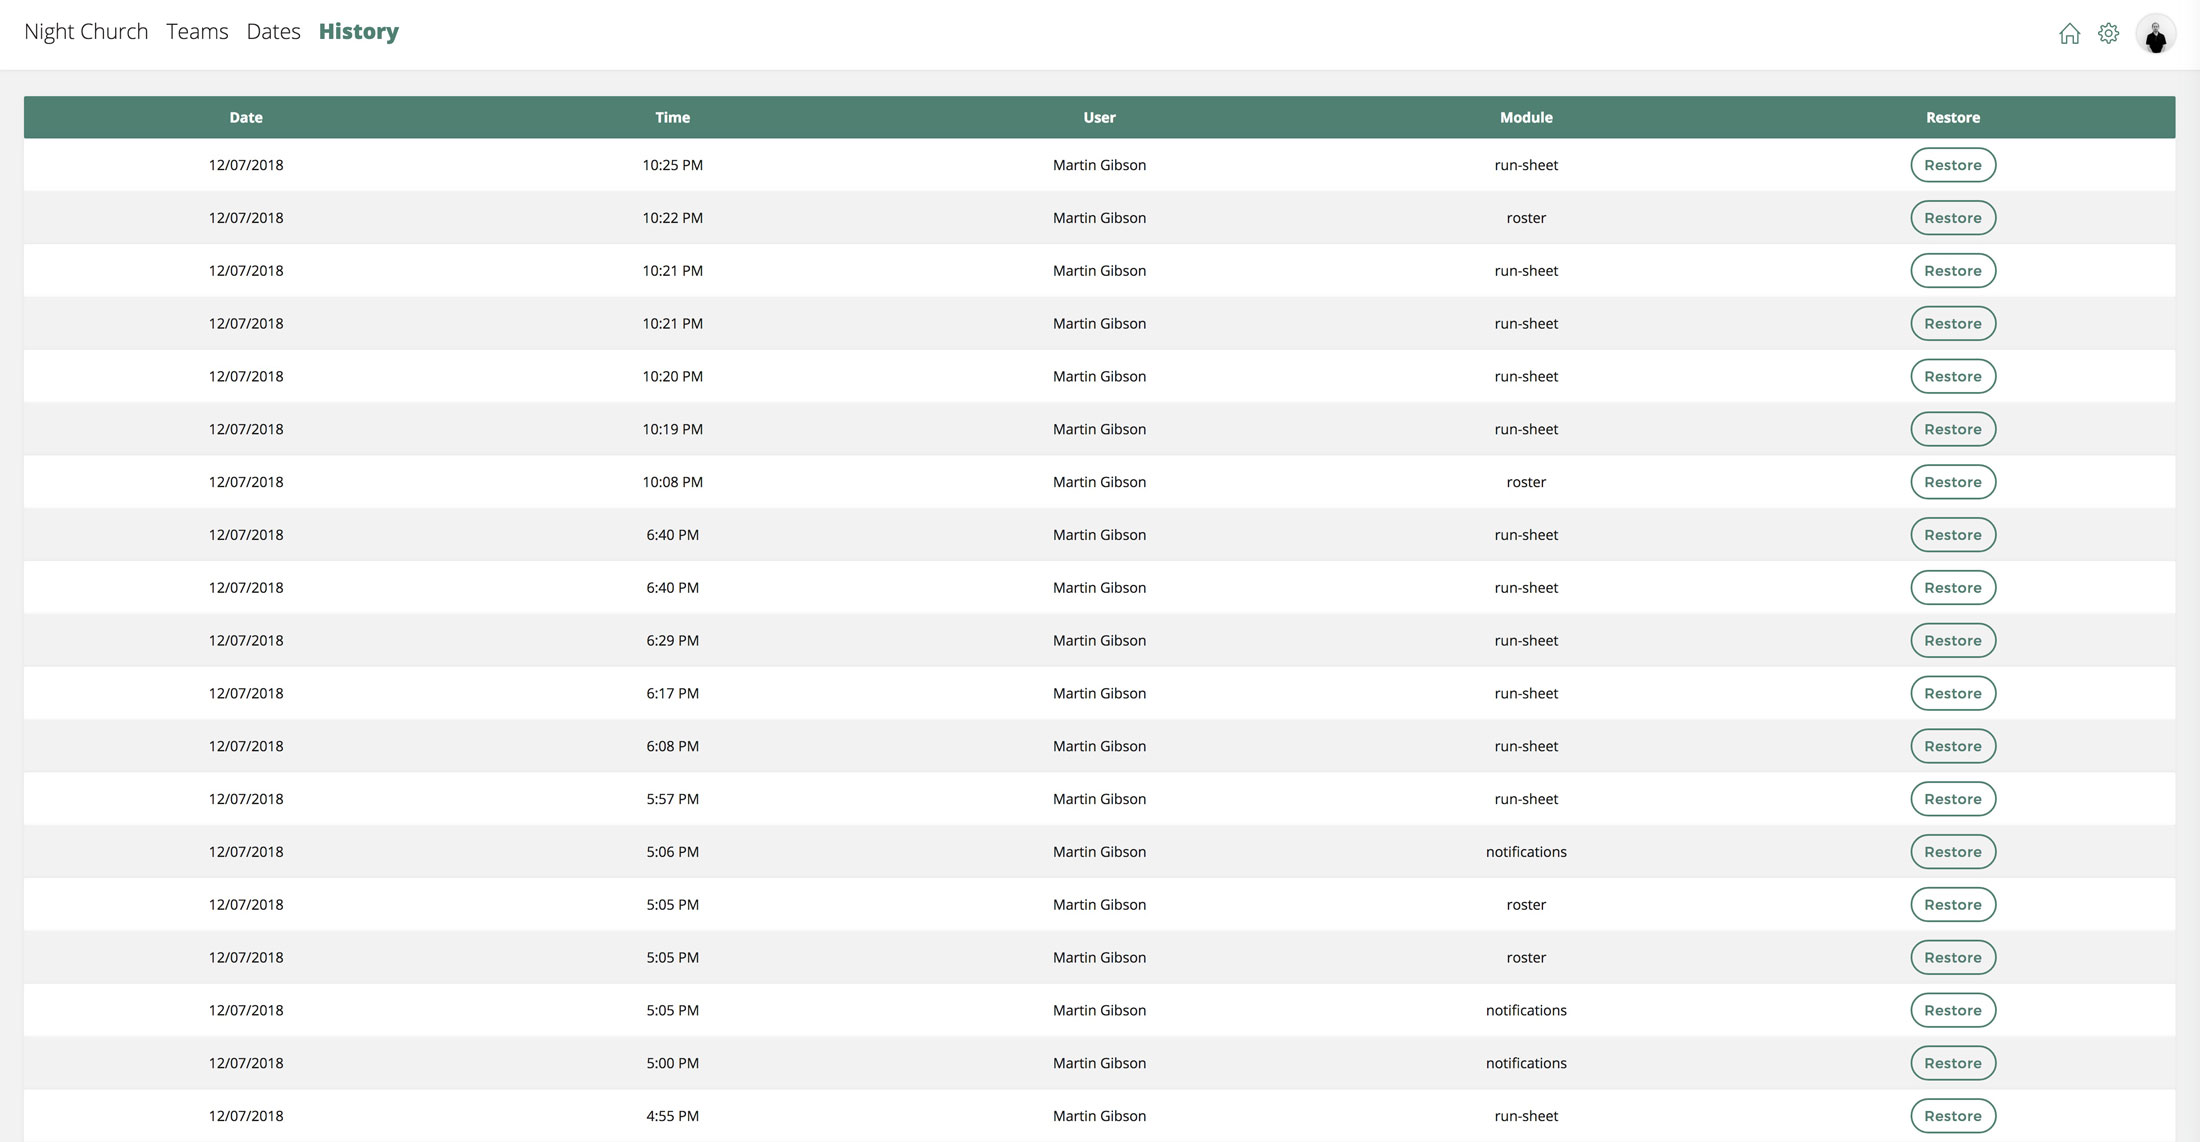 Night Church Teams Dates History
Date Time User Module Restore
12/07/2018 10:25 PM Martin Gibson run-sheet Restore
12/07/2018 10:22 PM Martin Gibson roster Restore
12/07/2018 10:21 PM Martin Gibson run-sheet Restore
12/07/2018 10:21 PM Martin Gibson run-sheet Restore
12/07/2018 10:20 PM Martin Gibson run-sheet Restore
12/07/2018 10:19 PM Martin Gibson run-sheet Restore
12/07/2018 10:08 PM Martin Gibson roster Restore
12/07/2018 6:40 PM Martin Gibson run-sheet Restore
12/07/2018 6:40 PM Martin Gibson run-sheet Restore
12/07/2018 6:29 PM Martin Gibson run-sheet Restore
12/07/2018 6:17 PM Martin Gibson run-sheet Restore
12/07/2018 6:08 PM Martin Gibson run-sheet Restore
12/07/2018 5:57 PM Martin Gibson run-sheet Restore
12/07/2018 5:06 PM Martin Gibson notifications Restore
12/07/2018 5:05 PM Martin Gibson roster Restore
12/07/2018 5:05 PM Martin Gibson roster Restore
12/07/2018 5:05 PM Martin Gibson notifications Restore
12/07/2018 5:00 PM Martin Gibson notifications Restore
12/07/2018 4:55 PM Martin Gibson run-sheet Restore